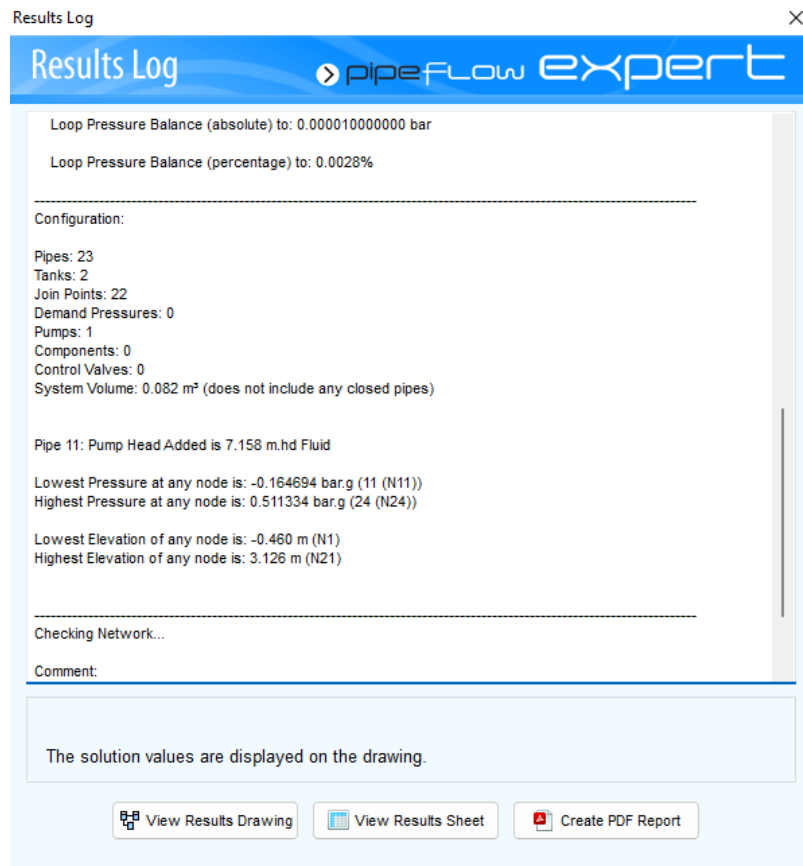 Results Log
Results Log
pipeFLOW expert
Loop Pressure Balance (absolute) to: 0.000010000000 bar
Loop Pressure Balance (percentage) to: 0.0028%
Configuration:
Pipes: 23
Tanks: 2
Join Points: 22
Demand Pressures: 0
Pumps: 1
Components: 0
Control Valves: 0
System Volume: 0.082 m³ (does not include any closed pipes)
Pipe 11: Pump Head Added is 7.158 m.hd Fluid
Lowest Pressure at any node is: -0.164694 bar.g (11 (N11))
Highest Pressure at any node is: 0.511334 bar.g (24 (N24))
Lowest Elevation of any node is: -0.460 m (N1)
Highest Elevation of any node is: 3.126 m (N21)
Checking Network...
Comment:
The solution values are displayed on the drawing.
View Results Drawing
View Results Sheet
Create PDF Report